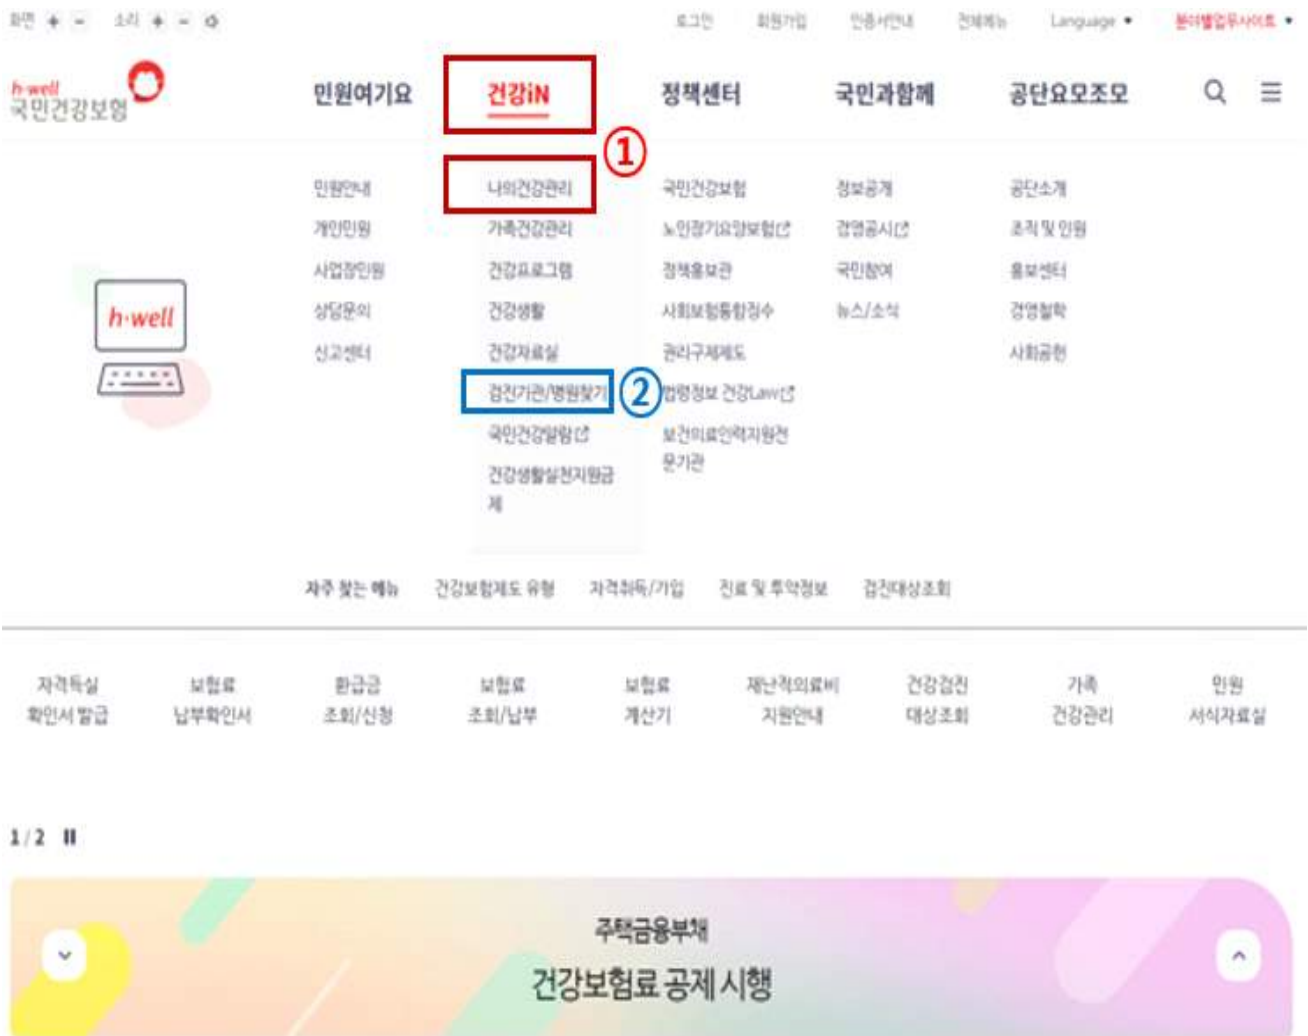 화면 + - 소리 + -
로그인 회원가입 인증서안내 전체메뉴 Language 분야별업무사이트
h-well
국민건강보험
민원여기요 건강iN 정책센터 국민과함께 공단요모조모
①
민원안내 나의건강관리 국민건강보험 정보공개 공단소개
개인민원 가족건강관리 노인장기요양보험 경영공시 조직 및 인원
사업장민원 건강프로그램 정책홍보관 국민참여 홍보센터
h·well
상담문의 건강생활 사회보험통합징수 뉴스/소식 경영철학
신고센터 건강자료실 권리구제제도 사회공헌
검진기관/병원찾기 ② 법령정보 건강Law
국민건강알람 보건의료인력지원전
문기관
건강생활실천지원금
제
자주 찾는 메뉴 건강보험제도 유형 자격취득/가입 진료 및 투약정보 검진대상조회
자격득실 보험료 환급금 보험료 보험료 재난적의료비 건강검진 가족 민원
확인서 발급 납부확인서 조회/신청 조회/납부 계산기 지원안내 대상조회 건강관리 서식자료실
1/2
주택금융부채
건강보험료 공제 시행